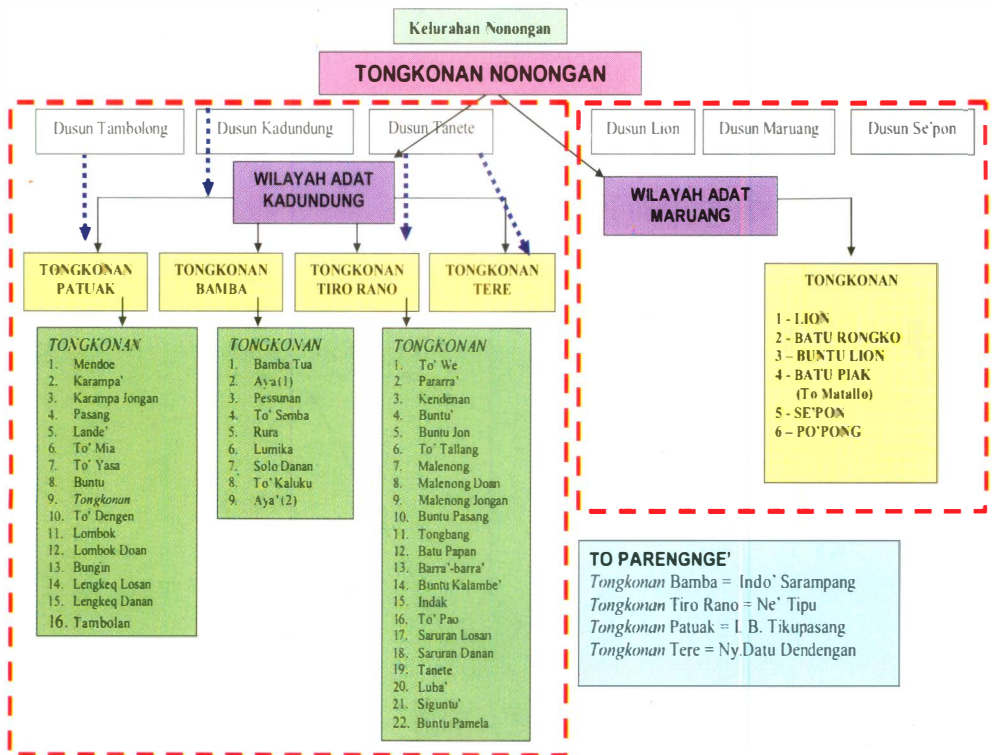 Kelurahan Nonongan
TONGKONAN NONONGAN
Dusun Tambolong
Dusun Kadundung
Dusun Tanete
Dusun Lion
Dusun Maruang
Dusun Se'pon
WILAYAH ADAT
KADUNDUNG
WILAYAH ADAT
MARUANG
TONGKONAN
PATUAK
TONGKONAN
BAMBA
TONGKONAN
TIRO RANO
TONGKONAN
TERE
TONGKONAN
1. Mendoe
2. Karampa'
3. Karampa Jongan
4. Pasang
5. Lande'
6. To' Mia
7. To' Yasa
8. Buntu
9. Tongkonan
10. To' Dengen
11. Lombok
12. Lombok Doan
13. Bungin
14. Lengkeq Losan
15. Lengkeq Danan
16. Tambolan
TONGKONAN
1. Bamba Tua
2. Aya'(1)
3. Pessunan
4. To' Semba
5. Rura
6. Lumika
7. Solo Danan
8. To' Kaluku
9. Aya'(2)
TONGKONAN
1. To' We
2. Pararra'
3. Kendenan
4. Buntu'
5. Buntu Jon
6. To' Tallang
7. Malenong
8. Malenong Doan
9. Malenong Jongan
10. Buntu Pasang
11. Tongbang
12. Batu Papan
13. Barra'-barra'
14. Buntu Kalambe'
15. Indak
16. To' Pao
17. Saruran Losan
18. Saruran Danan
19. Tanete
20. Luba'
21. Siguntu'
22. Buntu Pamela
TONGKONAN
1 - LION
2 - BATU RONGKO
3 – BUNTU LION
4 - BATU PIAK
(To Matallo)
5 - SE'PON
6 – PO'PONG
TO PARENGNGE'
Tongkonan Bamba = Indo' Sarampang
Tongkonan Tiro Rano = Ne' Tipu
Tongkonan Patuak = I. B. Tikupasang
Tongkonan Tere = Ny.Datu Dendengan